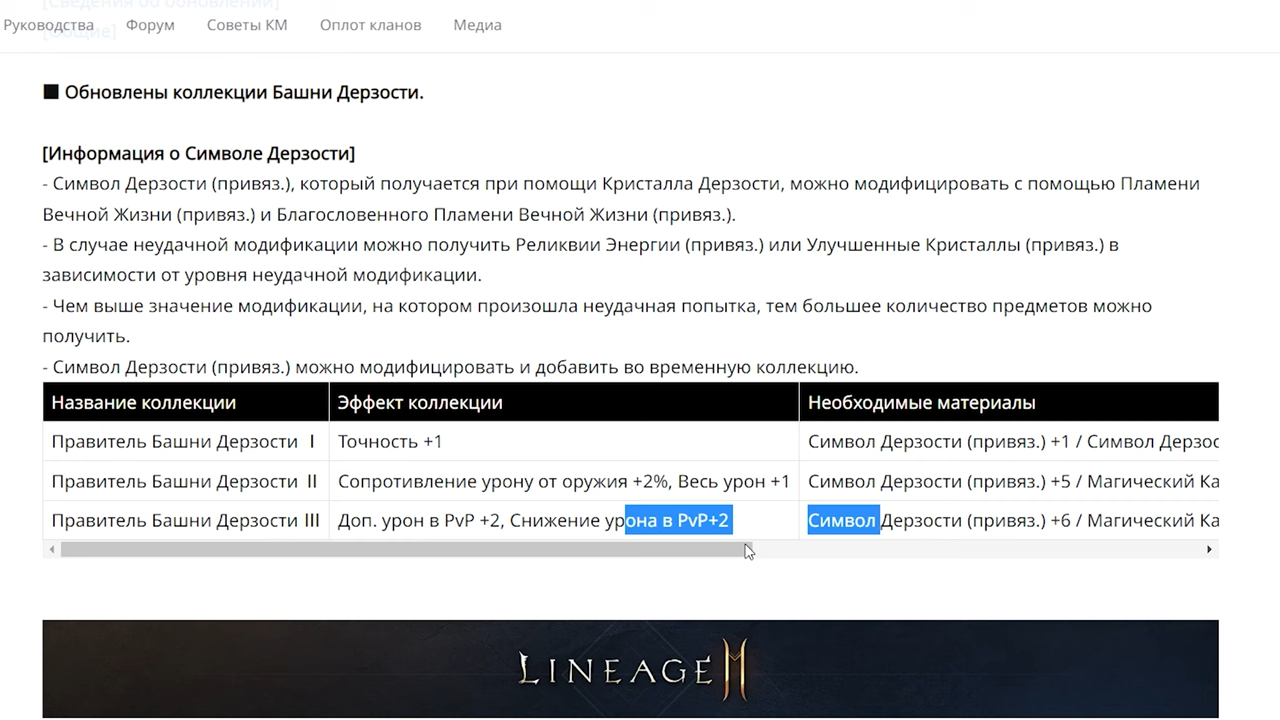 [Сведения об обновлении]
Руководства Форум Советы КМ Оплот кланов Медиа
[Общие]
■ Обновлены коллекции Башни Дерзости.
[Информация о Символе Дерзости]
- Символ Дерзости (привяз.), который получается при помощи Кристалла Дерзости, можно модифицировать с помощью Пламени
Вечной Жизни (привяз.) и Благословенного Пламени Вечной Жизни (привяз.).
- В случае неудачной модификации можно получить Реликвии Энергии (привяз.) или Улучшенные Кристаллы (привяз.) в
зависимости от уровня неудачной модификации.
- Чем выше значение модификации, на котором произошла неудачная попытка, тем большее количество предметов можно
получить.
- Символ Дерзости (привяз.) можно модифицировать и добавить во временную коллекцию.
Название коллекции Эффект коллекции Необходимые материалы
Правитель Башни Дерзости I Точность +1 Символ Дерзости (привяз.) +1 / Символ Дерзос
Правитель Башни Дерзости II Сопротивление урону от оружия +2%, Весь урон +1 Символ Дерзости (привяз.) +5 / Магический Ка
Правитель Башни Дерзости III Доп. урон в PvP +2, Снижение урона в PvP+2 Символ Дерзости (привяз.) +6 / Магический Ка
LINEAGE M